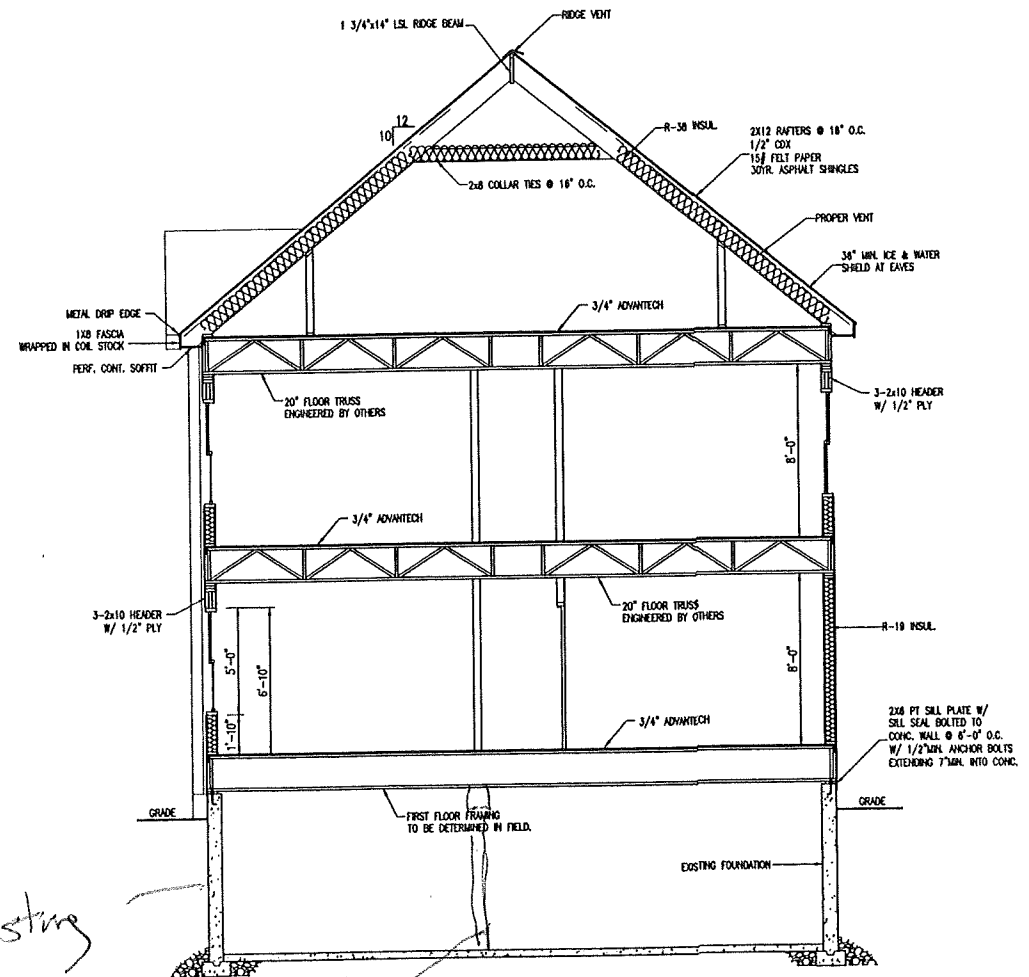 1 3/4"x14" LSL RIDGE BEAM
RIDGE VENT
12
10
R-38 INSUL.
2X12 RAFTERS @ 16" O.C.
1/2" CDX
15# FELT PAPER
30YR. ASPHALT SHINGLES
2x8 COLLAR TIES @ 16" O.C.
PROPER VENT
36" MIN. ICE & WATER
SHIELD AT EAVES
METAL DRIP EDGE
1X8 FASCIA
WRAPPED IN COIL STOCK
PERF. CONT. SOFFIT
3/4" ADVANTECH
20" FLOOR TRUSS
ENGINEERED BY OTHERS
3-2x10 HEADER
W/ 1/2" PLY
8'-0"
3/4" ADVANTECH
3-2x10 HEADER
W/ 1/2" PLY
20" FLOOR TRUSS
ENGINEERED BY OTHERS
5'-0"
6'-10"
1'-10"
8'-0"
R-19 INSUL.
3/4" ADVANTECH
2X6 PT SILL PLATE W/
SILL SEAL BOLTED TO
CONC. WALL @ 6'-0" O.C.
W/ 1/2"MIN. ANCHOR BOLTS
EXTENDING 7"MIN. INTO CONC.
GRADE
FIRST FLOOR FRAMING
TO BE DETERMINED IN FIELD.
GRADE
EXISTING FOUNDATION
sting